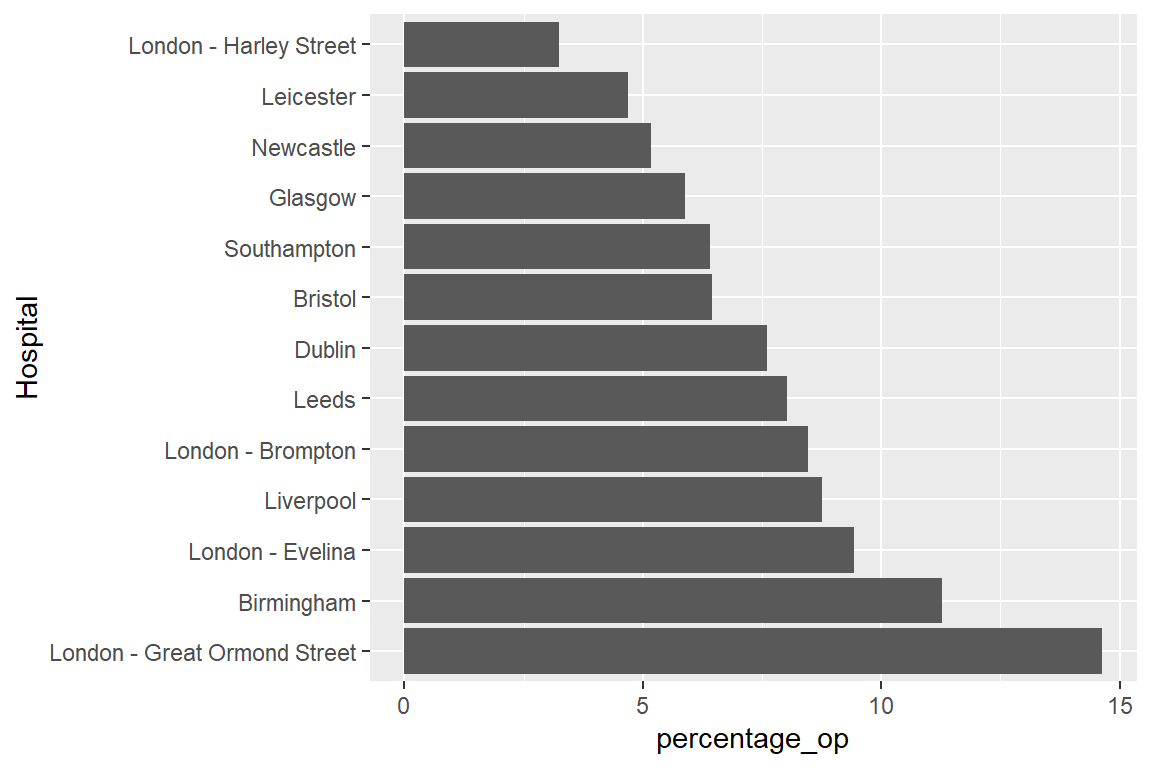 London - Harley Street
Leicester
Newcastle
Glasgow
Southampton
Bristol
Dublin
Leeds
London - Brompton
Liverpool
London - Evelina
Birmingham
London - Great Ormond Street
Hospital
0 5 10 15
percentage_op